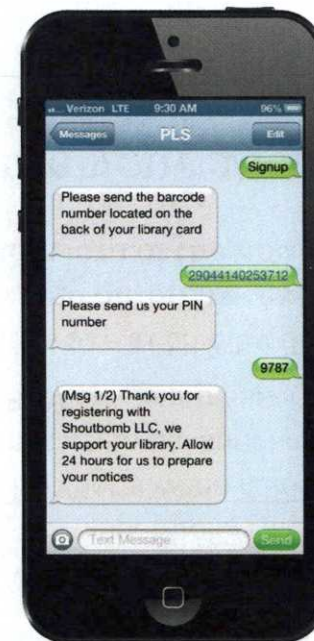 Verizon LTE 9:30 AM 96%
Messages PLS Edit
Signup
Please send the barcode
number located on the
back of your library card
29044140253712
Please send us your PIN
number
9787
(Msg 1/2) Thank you for
registering with
Shoutbomb LLC, we
support your library. Allow
24 hours for us to prepare
your notices
Text Message Send